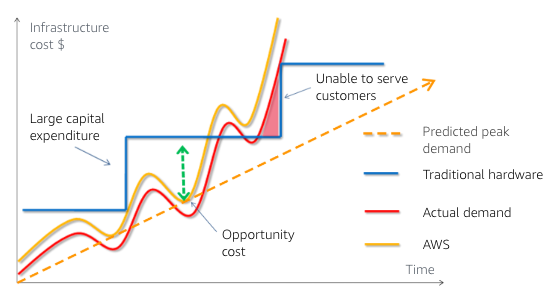 Infrastructure
cost $
Large capital
expenditure
Unable to serve
customers
Opportunity
cost
Predicted peak
demand
Traditional hardware
Actual demand
AWS
Time